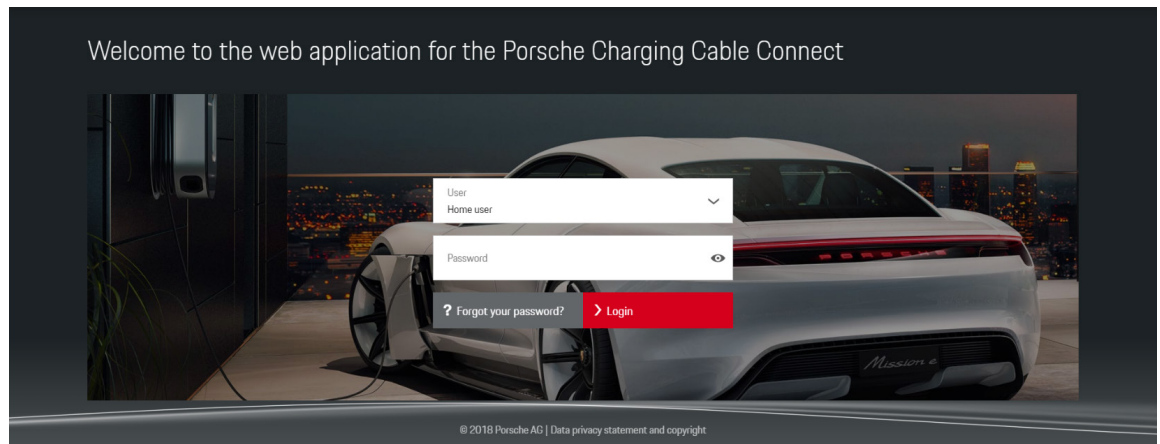 Welcome to the web application for the Porsche Charging Cable Connect
User
Home user
Password
? Forgot your password?
Login
Mission e
© 2018 Porsche AG | Data privacy statement and copyright